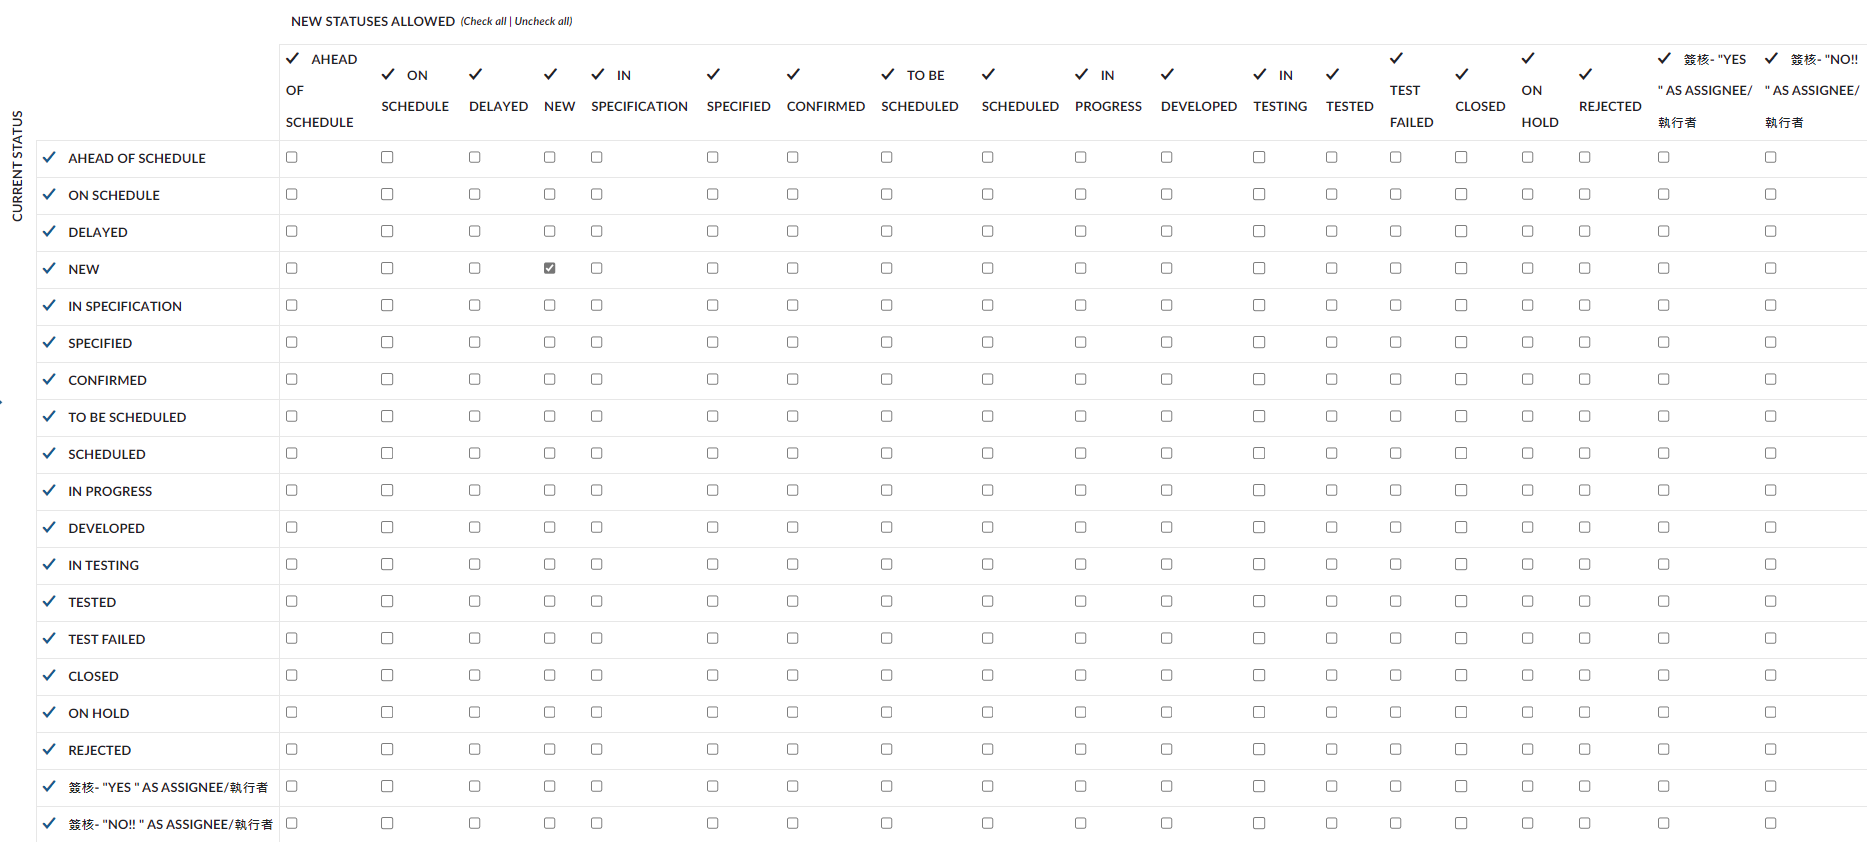 NEW STATUSES ALLOWED (Check all | Uncheck all)
CURRENT STATUS
AHEAD
OF
SCHEDULE
ON
SCHEDULE
DELAYED
NEW
IN
SPECIFICATION
SPECIFIED
CONFIRMED
TO BE
SCHEDULED
SCHEDULED
IN
PROGRESS
DEVELOPED
IN
TESTING
TESTED
TEST
FAILED
CLOSED
ON
HOLD
REJECTED
簽核- "YES
" AS ASSIGNEE/
執行者
簽核- "NO!!
" AS ASSIGNEE/
執行者
AHEAD OF SCHEDULE
ON SCHEDULE
DELAYED
NEW
IN SPECIFICATION
SPECIFIED
CONFIRMED
TO BE SCHEDULED
SCHEDULED
IN PROGRESS
DEVELOPED
IN TESTING
TESTED
TEST FAILED
CLOSED
ON HOLD
REJECTED
簽核- "YES " AS ASSIGNEE/執行者
簽核- "NO!! " AS ASSIGNEE/執行者